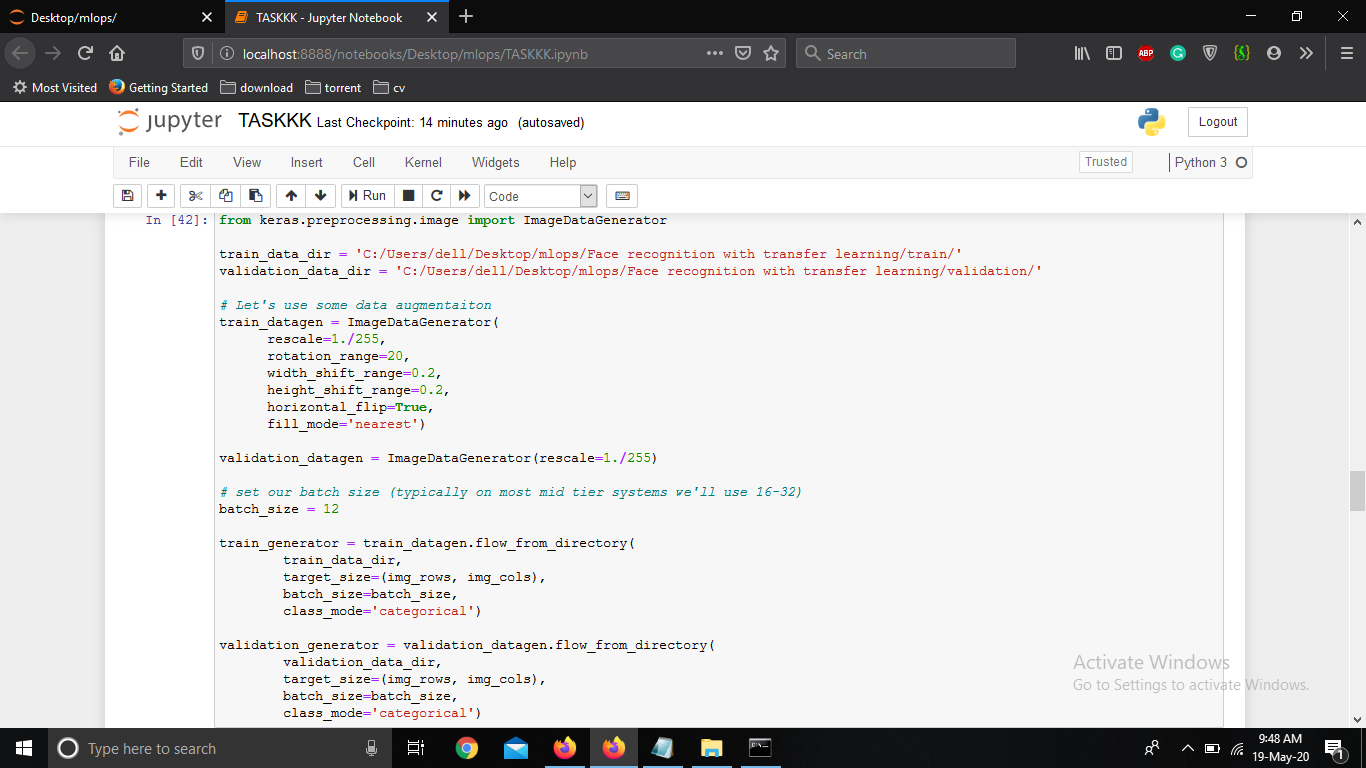 Desktop/mlops/
TASKKK - Jupyter Notebook
localhost:8888/notebooks/Desktop/mlops/TASKKK.ipynb
Search
ABP
Most Visited
Getting Started
download
torrent
cv
jupyter TASKKK Last Checkpoint: 14 minutes ago (autosaved)
Logout
File Edit View Insert Cell Kernel Widgets Help
Trusted
Python 3
Run
Code
In [42]: from keras.preprocessing.image import ImageDataGenerator
train_data_dir = 'C:/Users/dell/Desktop/mlops/Face recognition with transfer learning/train/'
validation_data_dir = 'C:/Users/dell/Desktop/mlops/Face recognition with transfer learning/validation/'
# Let's use some data augmentaiton
train_datagen = ImageDataGenerator(
rescale=1./255,
rotation_range=20,
width_shift_range=0.2,
height_shift_range=0.2,
horizontal_flip=True,
fill_mode='nearest')
validation_datagen = ImageDataGenerator(rescale=1./255)
# set our batch size (typically on most mid tier systems we'll use 16-32)
batch_size = 12
train_generator = train_datagen.flow_from_directory(
train_data_dir,
target_size=(img_rows, img_cols),
batch_size=batch_size,
class_mode='categorical')
validation_generator = validation_datagen.flow_from_directory(
validation_data_dir,
target_size=(img_rows, img_cols),
batch_size=batch_size,
class_mode='categorical')
Activate Windows
Go to Settings to activate Windows.
Type here to search
9:48 AM
19-May-20
1